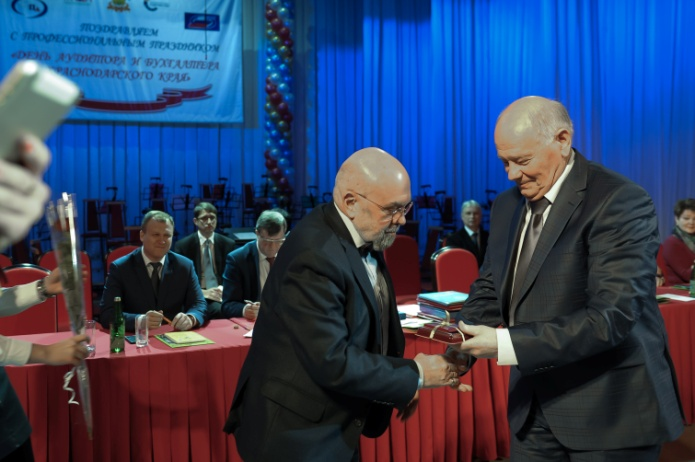 ПОЗДРАВЛЯЕМ
С ПРОФЕССИОНАЛЬНЫМ ПРАЗДНИКОМ
«ДЕНЬ АУДИТОРА И БУХГАЛТЕРА
КРАСНОДАРСКОГО КРАЯ»